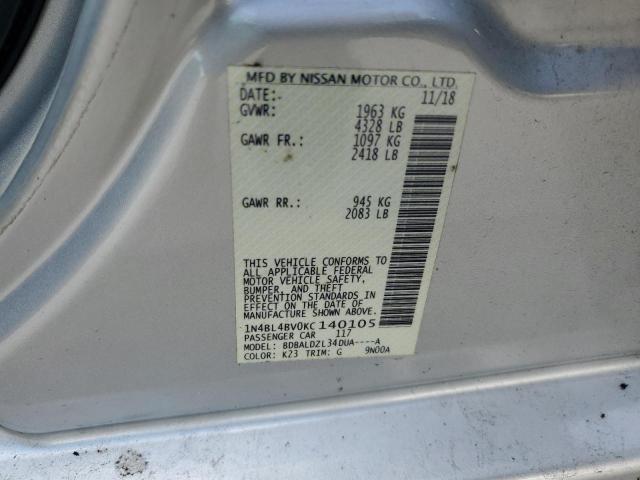 MFD BY NISSAN MOTOR CO., LTD.
DATE: 11/18
GVWR: 1963 KG
4328 LB
GAWR FR.: 1097 KG
2418 LB
GAWR RR.: 945 KG
2083 LB
THIS VEHICLE CONFORMS TO
ALL APPLICABLE FEDERAL
MOTOR VEHICLE SAFETY,
BUMPER, AND THEFT
PREVENTION STANDARDS IN
EFFECT ON THE DATE OF
MANUFACTURE SHOWN ABOVE.
1N4BL4BV0KC140105
PASSENGER CAR 117
MODEL: BDBALDZL34DUA----A
COLOR: K23 TRIM: G 9N00A